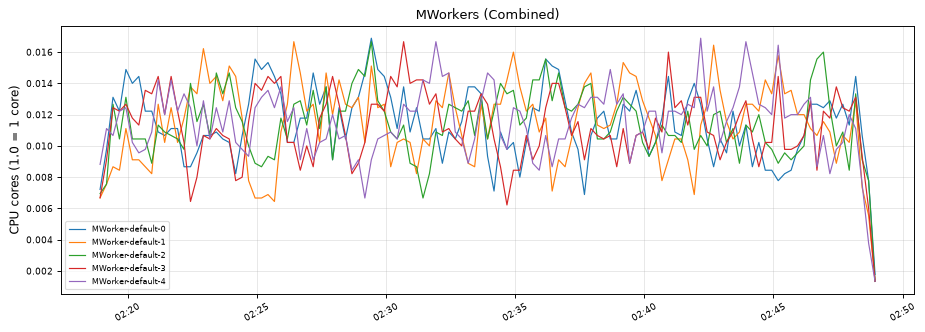 MWorkers (Combined)
CPU cores (1.0 = 1 core)
0.016
0.014
0.012
0.010
0.008
0.006
0.004
0.002
MWorker-default-0
MWorker-default-1
MWorker-default-2
MWorker-default-3
MWorker-default-4
02:20 02:25 02:30 02:35 02:40 02:45 02:50